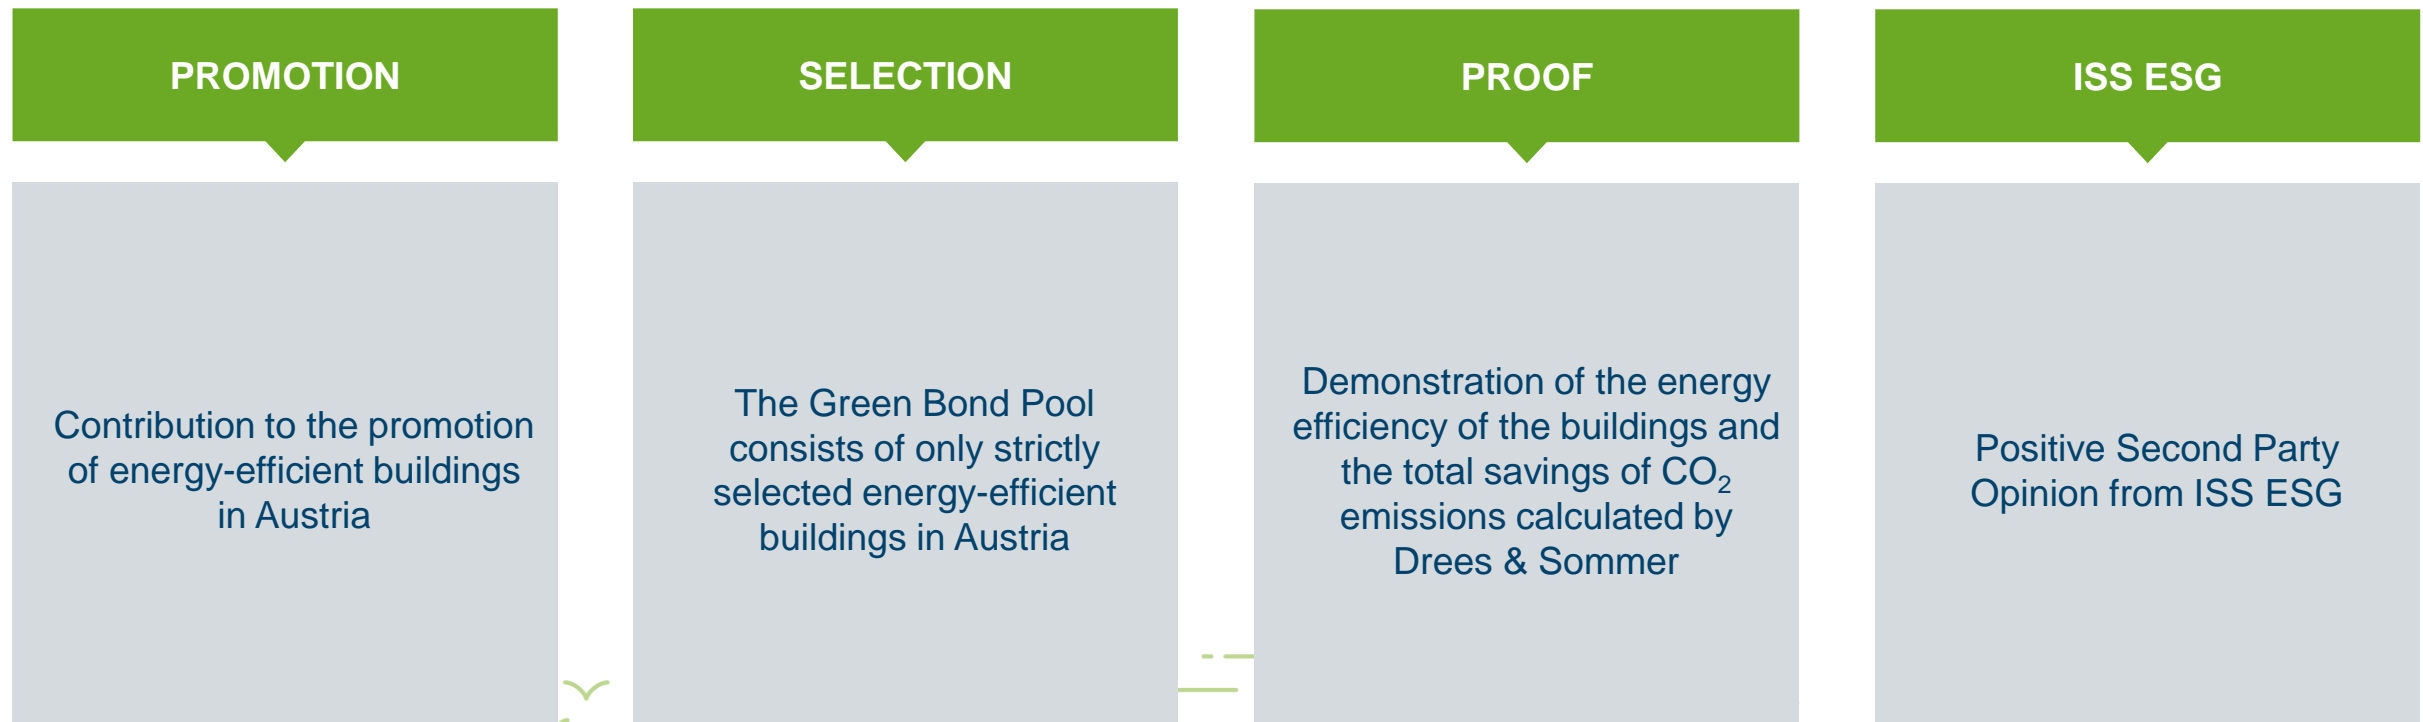 PROMOTION
Contribution to the promotion
of energy-efficient buildings
in Austria
SELECTION
The Green Bond Pool
consists of only strictly
selected energy-efficient
buildings in Austria
PROOF
Demonstration of the energy
efficiency of the buildings and
the total savings of CO₂
emissions calculated by
Drees & Sommer
ISS ESG
Positive Second Party
Opinion from ISS ESG